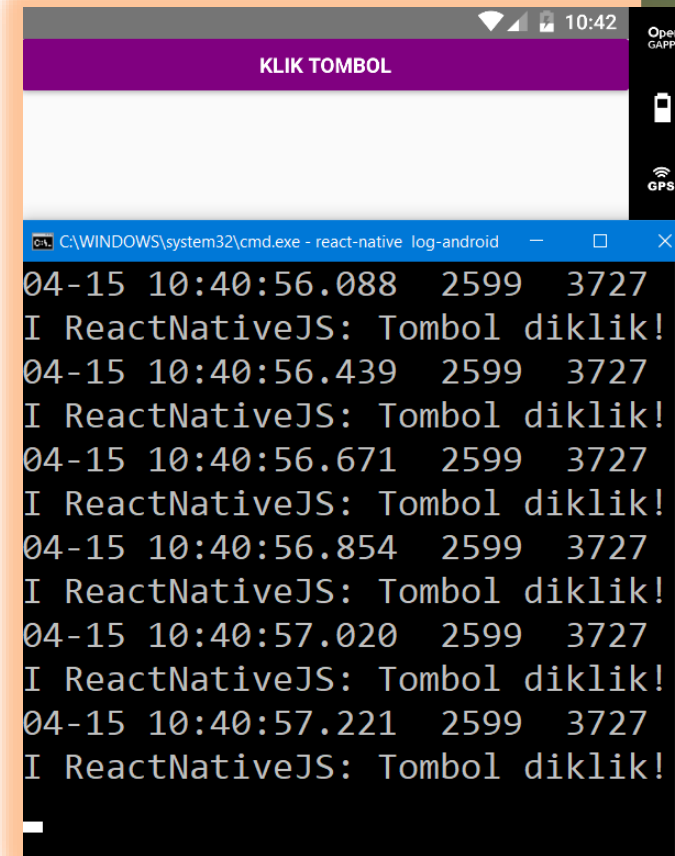 10:42
Open
GAPP
KLIK TOMBOL
GPS
C:\WINDOWS\system32\cmd.exe - react-native log-android
04-15 10:40:56.088 2599 3727
I ReactNativeJS: Tombol diklik!
04-15 10:40:56.439 2599 3727
I ReactNativeJS: Tombol diklik!
04-15 10:40:56.671 2599 3727
I ReactNativeJS: Tombol diklik!
04-15 10:40:56.854 2599 3727
I ReactNativeJS: Tombol diklik!
04-15 10:40:57.020 2599 3727
I ReactNativeJS: Tombol diklik!
04-15 10:40:57.221 2599 3727
I ReactNativeJS: Tombol diklik!